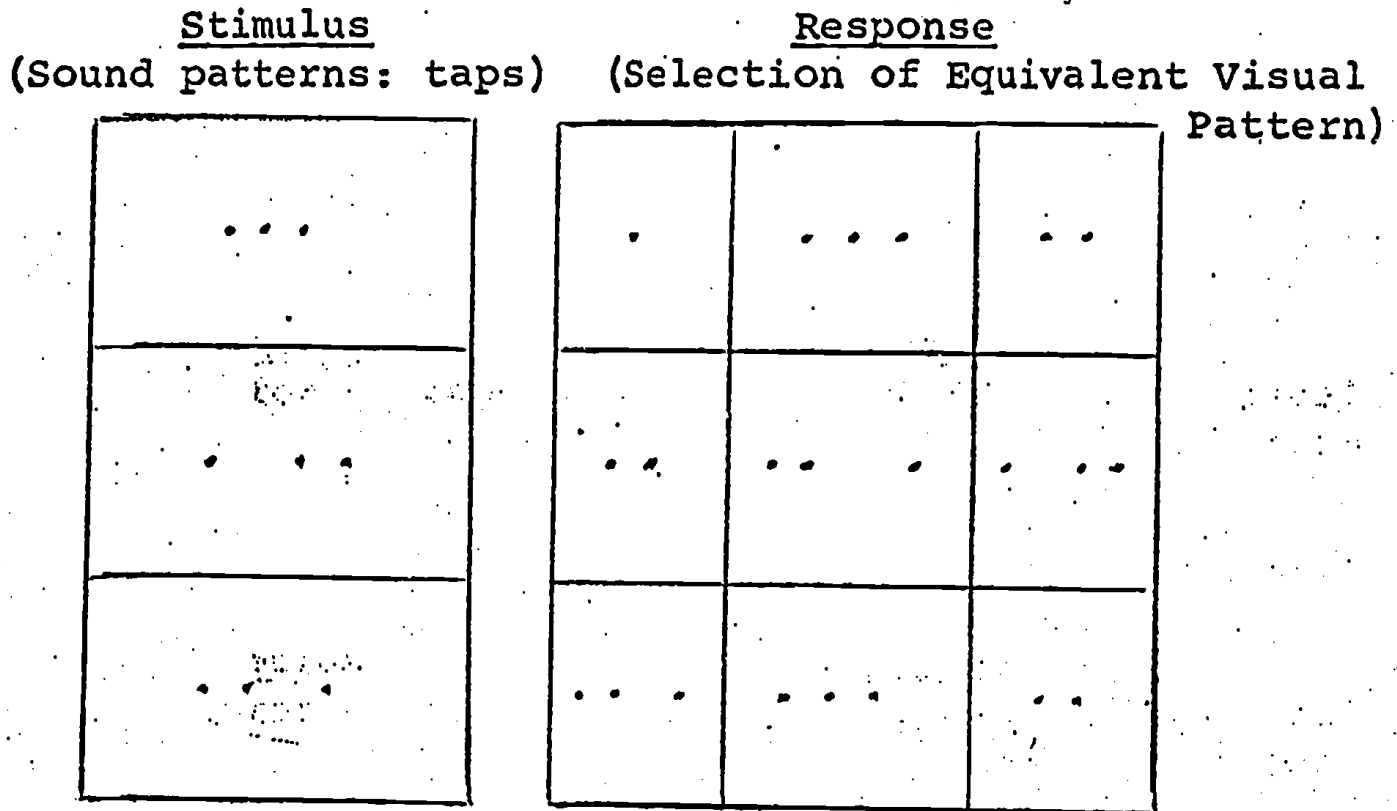 Stimulus
(Sound patterns: taps)
Response
(Selection of Equivalent Visual
Pattern)